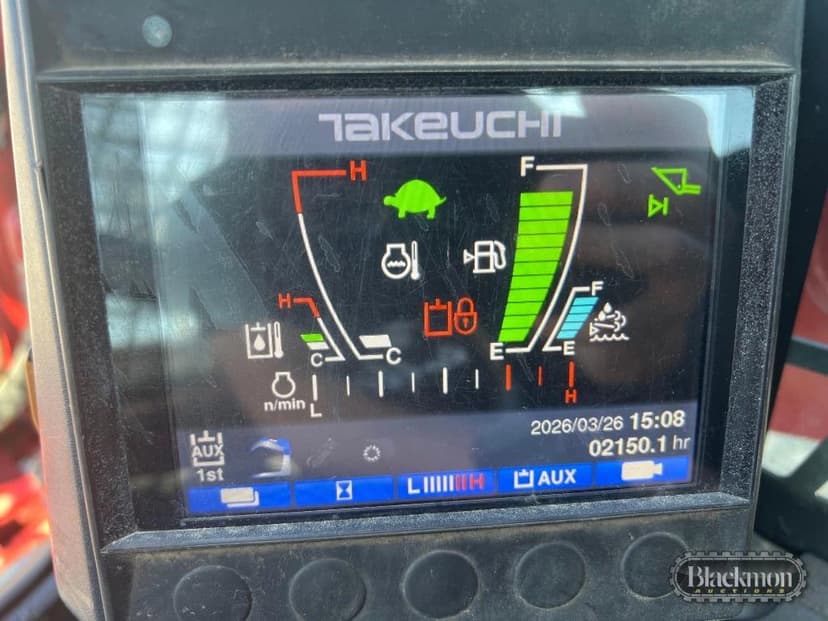 TAKEUCHI
H
F
H
F
C
C
E
E
n/min
L
H
2026/03/26 15:08
02150.1 hr
AUX
1st
L H
AUX
Blackmon
AUCTIONS